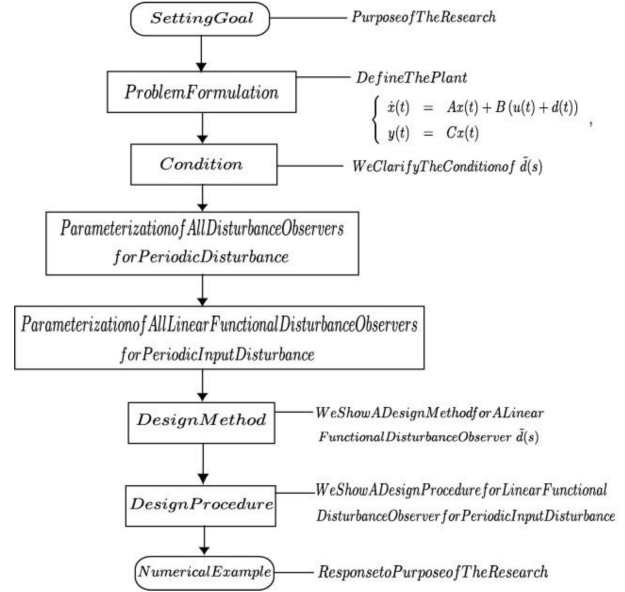 SettingGoal
PurposeofTheResearch
ProblemFormulation
DefineThePlant
{ ẋ(t) = Ax(t) + B (u(t) + d(t))
y(t) = Cx(t) ,
Condition
WeClarifyTheConditionof d̃(s)
ParameterizationofAllDisturbanceObservers
forPeriodicDisturbance
ParameterizationofAllLinearFunctionalDisturbanceObservers
forPeriodicInputDisturbance
DesignMethod
WeShowADesignMethodforALinear
FunctionalDisturbanceObserver d̃(s)
DesignProcedure
WeShowADesignProcedureforLinearFunctional
DisturbanceObserverforPeriodicInputDisturbance
NumericalExample
ResponsetoPurposeofTheResearch